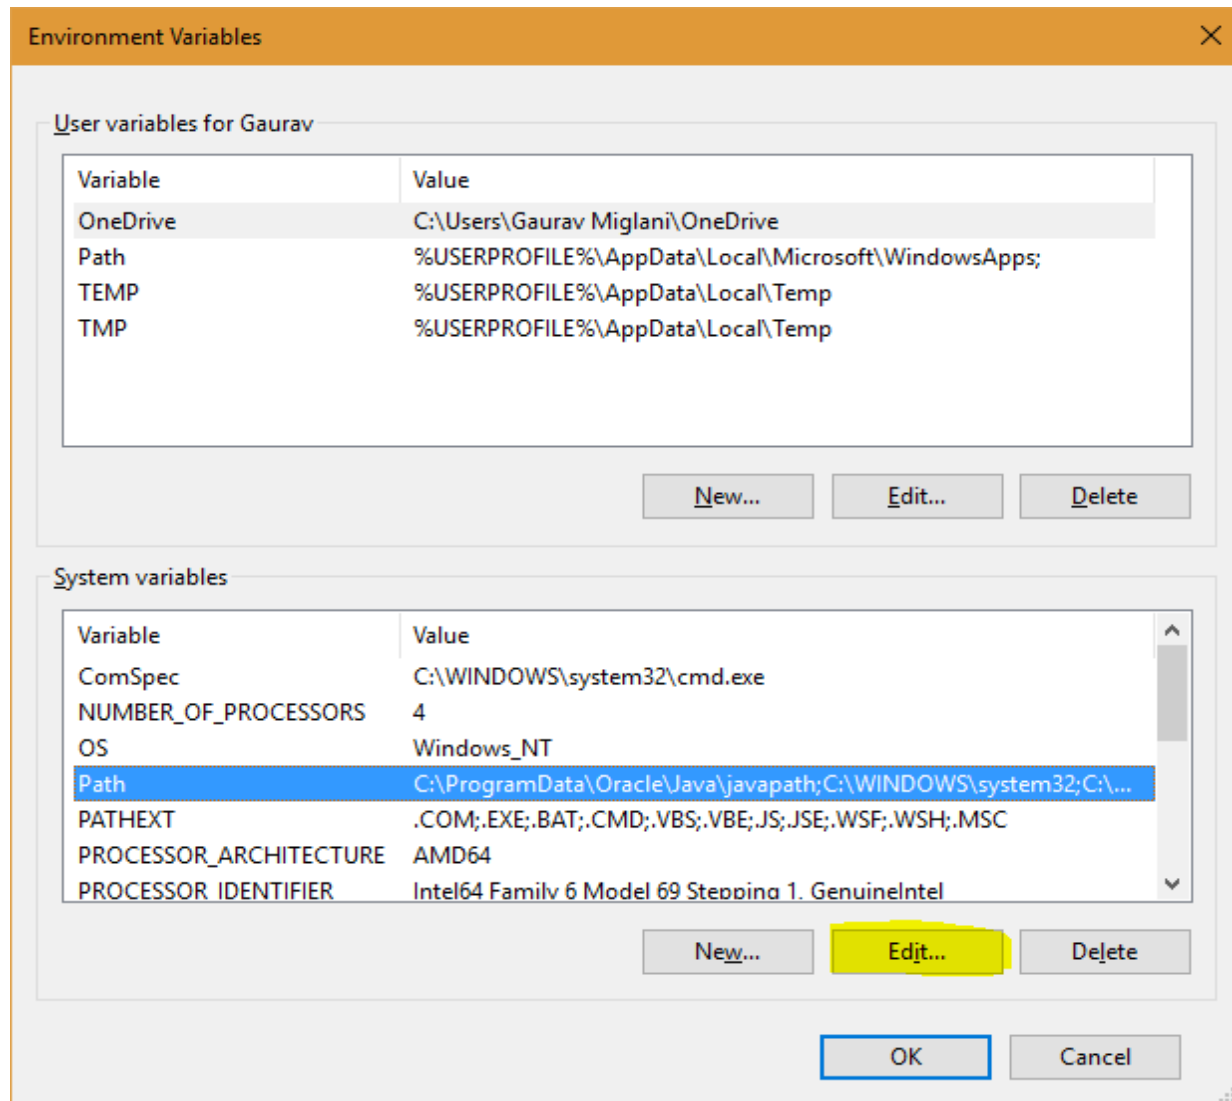 Environment Variables
User variables for Gaurav
Variable Value
OneDrive C:\Users\Gaurav Miglani\OneDrive
Path %USERPROFILE%\AppData\Local\Microsoft\WindowsApps;
TEMP %USERPROFILE%\AppData\Local\Temp
TMP %USERPROFILE%\AppData\Local\Temp
New... Edit... Delete
System variables
Variable Value
ComSpec C:\WINDOWS\system32\cmd.exe
NUMBER_OF_PROCESSORS 4
OS Windows_NT
Path C:\ProgramData\Oracle\Java\javapath;C:\WINDOWS\system32;C:\...
PATHEXT .COM;.EXE;.BAT;.CMD;.VBS;.VBE;.JS;.JSE;.WSF;.WSH;.MSC
PROCESSOR_ARCHITECTURE AMD64
PROCESSOR_IDENTIFIER Intel64 Family 6 Model 69 Stepping 1, GenuineIntel
New... Edit... Delete
OK Cancel